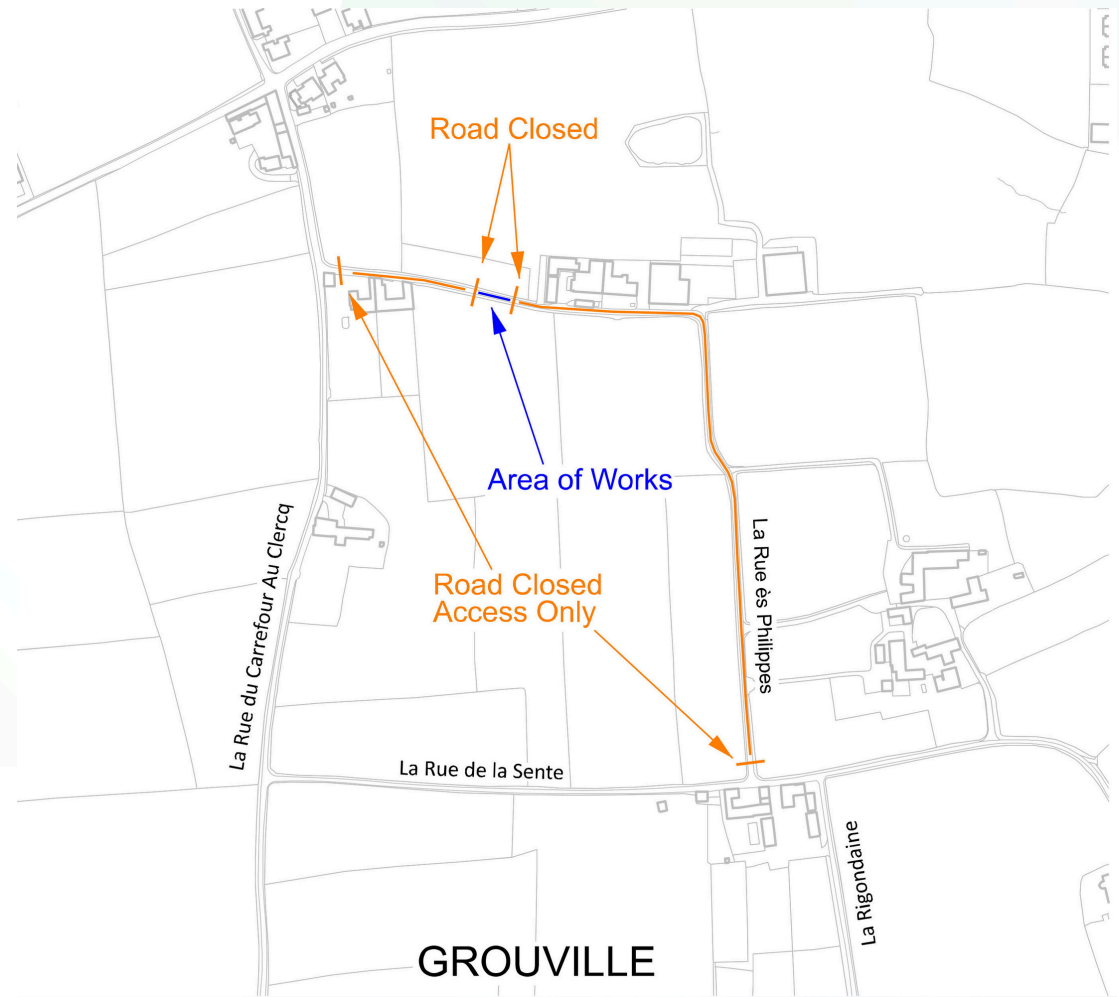 Road Closed
Area of Works
Road Closed
Access Only
La Rue du Carrefour Au Clercq
La Rue ès Philippes
La Rue de la Sente
La Rigondaine
GROUVILLE